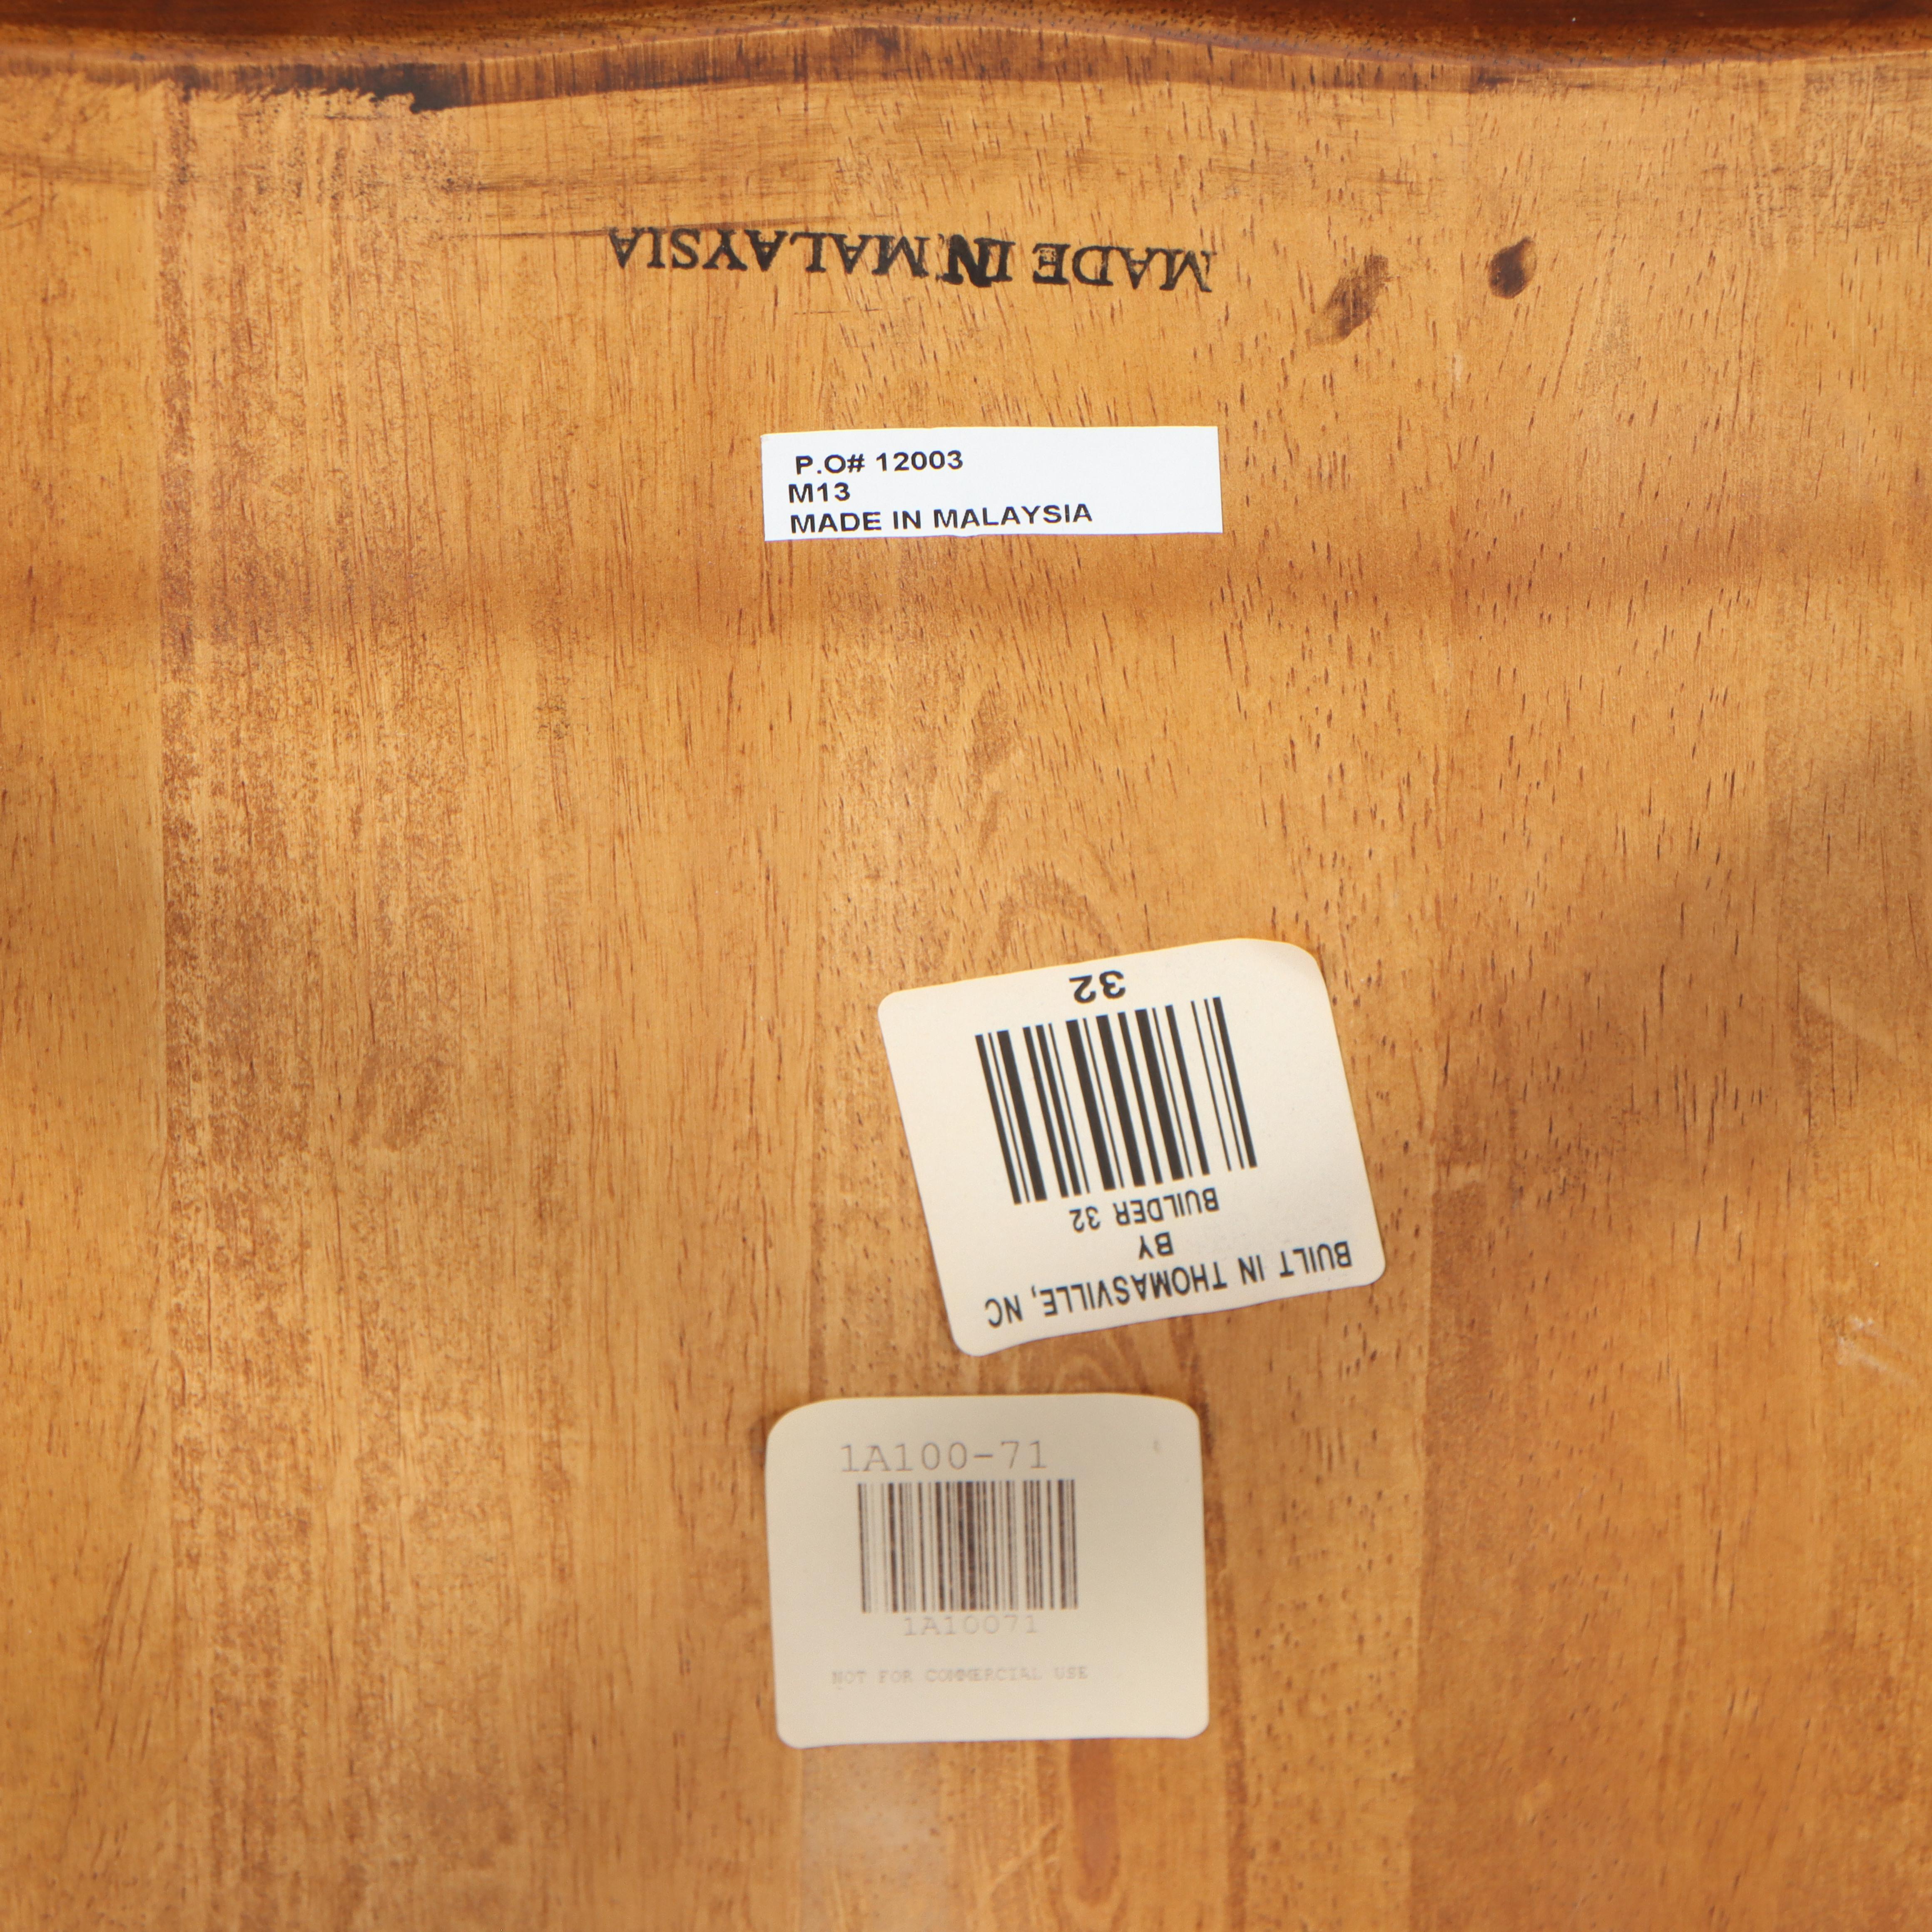 MADE IN MALAYSIA
P.O# 12003
M13
MADE IN MALAYSIA
BUILT IN THOMASVILLE, NC
BY
BUILDER 32
32
1A100-71
1A10071
NOT FOR COMMERCIAL USE